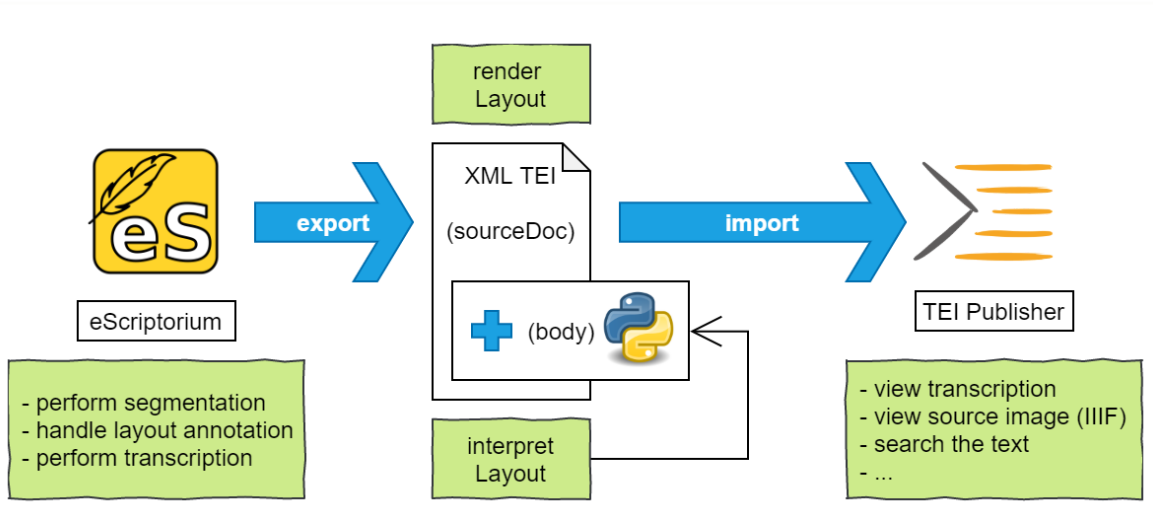 render
Layout
eS
export
XML TEI
(sourceDoc)
import
eScriptorium
(body)
TEI Publisher
- perform segmentation
- handle layout annotation
- perform transcription
interpret
Layout
- view transcription
- view source image (IIIF)
- search the text
- ...